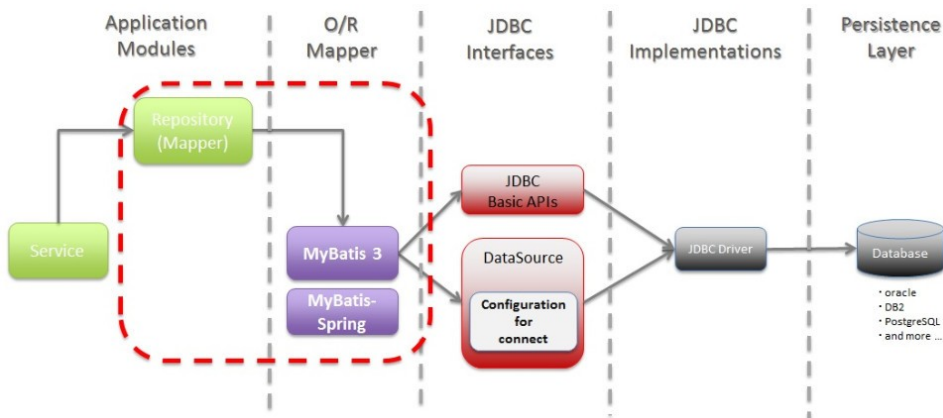 Application
Modules
O/R
Mapper
JDBC
Interfaces
JDBC
Implementations
Persistence
Layer
Repository
(Mapper)
Service
MyBatis 3
MyBatis-
Spring
JDBC
Basic APIs
DataSource
Configuration
for
connect
JDBC Driver
Database
・oracle
・DB2
・PostgreSQL
・and more ...